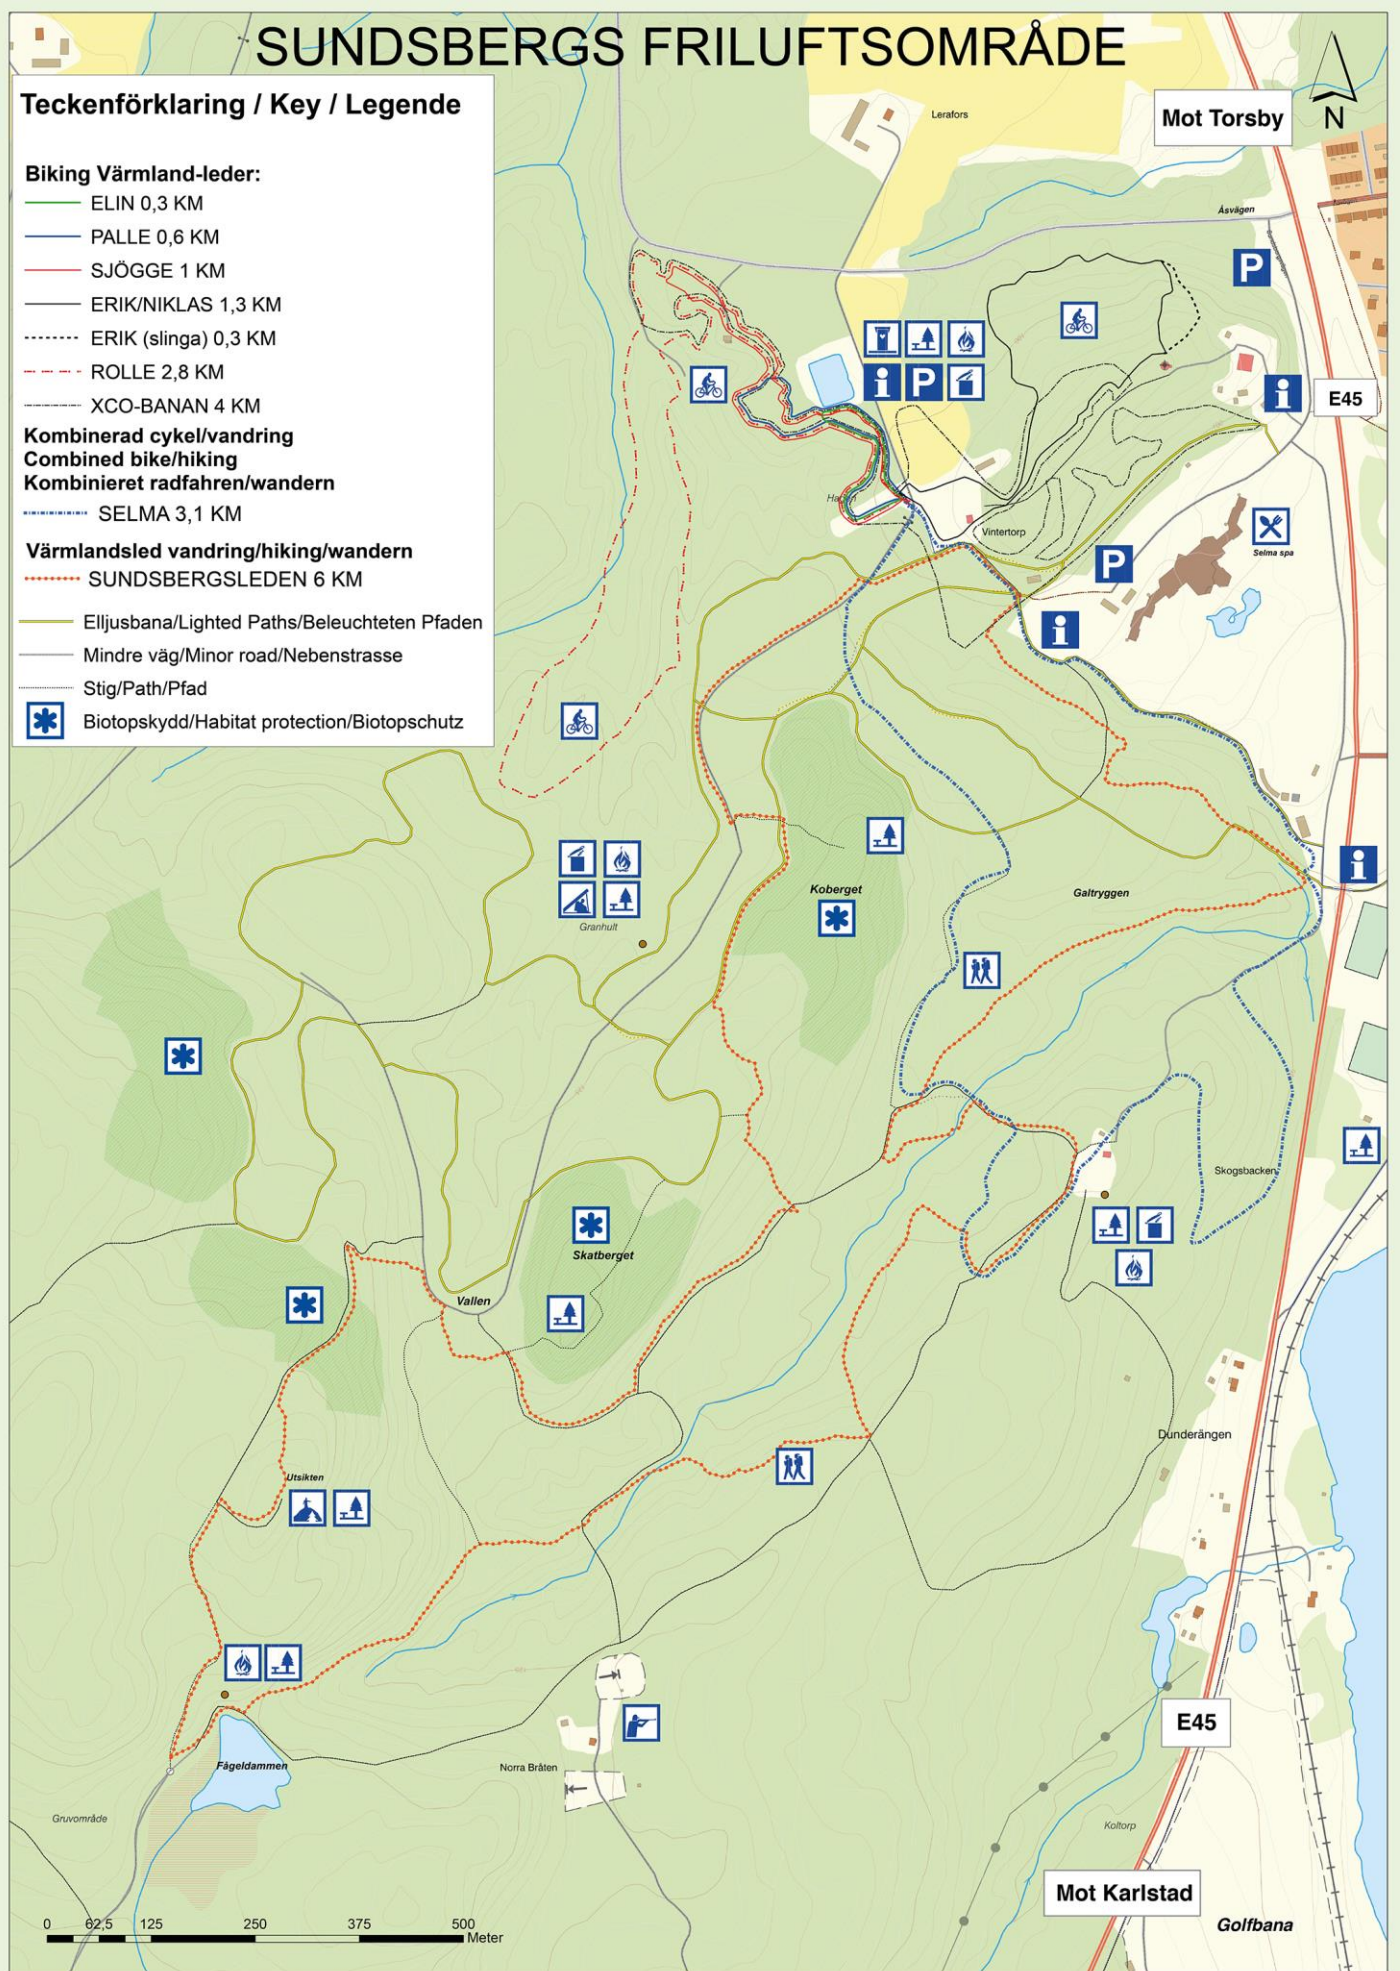 SUNDSBERGS FRILUFTSOMRÅDE
Teckenförklaring / Key / Legende
Biking Värmland-leder:
ELIN 0,3 KM
PALLE 0,6 KM
SJÖGGE 1 KM
ERIK/NIKLAS 1,3 KM
ERIK (slinga) 0,3 KM
ROLLE 2,8 KM
XCO-BANAN 4 KM
Kombinerad cykel/vandring
Combined bike/hiking
Kombinieret radfahren/wandern
SELMA 3,1 KM
Värmlandsled vandring/hiking/wandern
SUNDSBERGSLEDEN 6 KM
Elljusbana/Lighted Paths/Beleuchteten Pfaden
Mindre väg/Minor road/Nebenstrasse
Stig/Path/Pfad
Biotopskydd/Habitat protection/Biotopschutz
Lerafors
Mot Torsby
N
Åsvägen
P
i
P
i
E45
Vintertorp
P
Selma spa
i
i
Koberget
Galtryggen
Granhult
Skogsbacken
Skatberget
Vallen
Dunderängen
Utsikten
E45
Fågeldammen
Norra Bråten
Gruvområde
Koltorp
Mot Karlstad
Golfbana
0 62,5 125 250 375 500
Meter